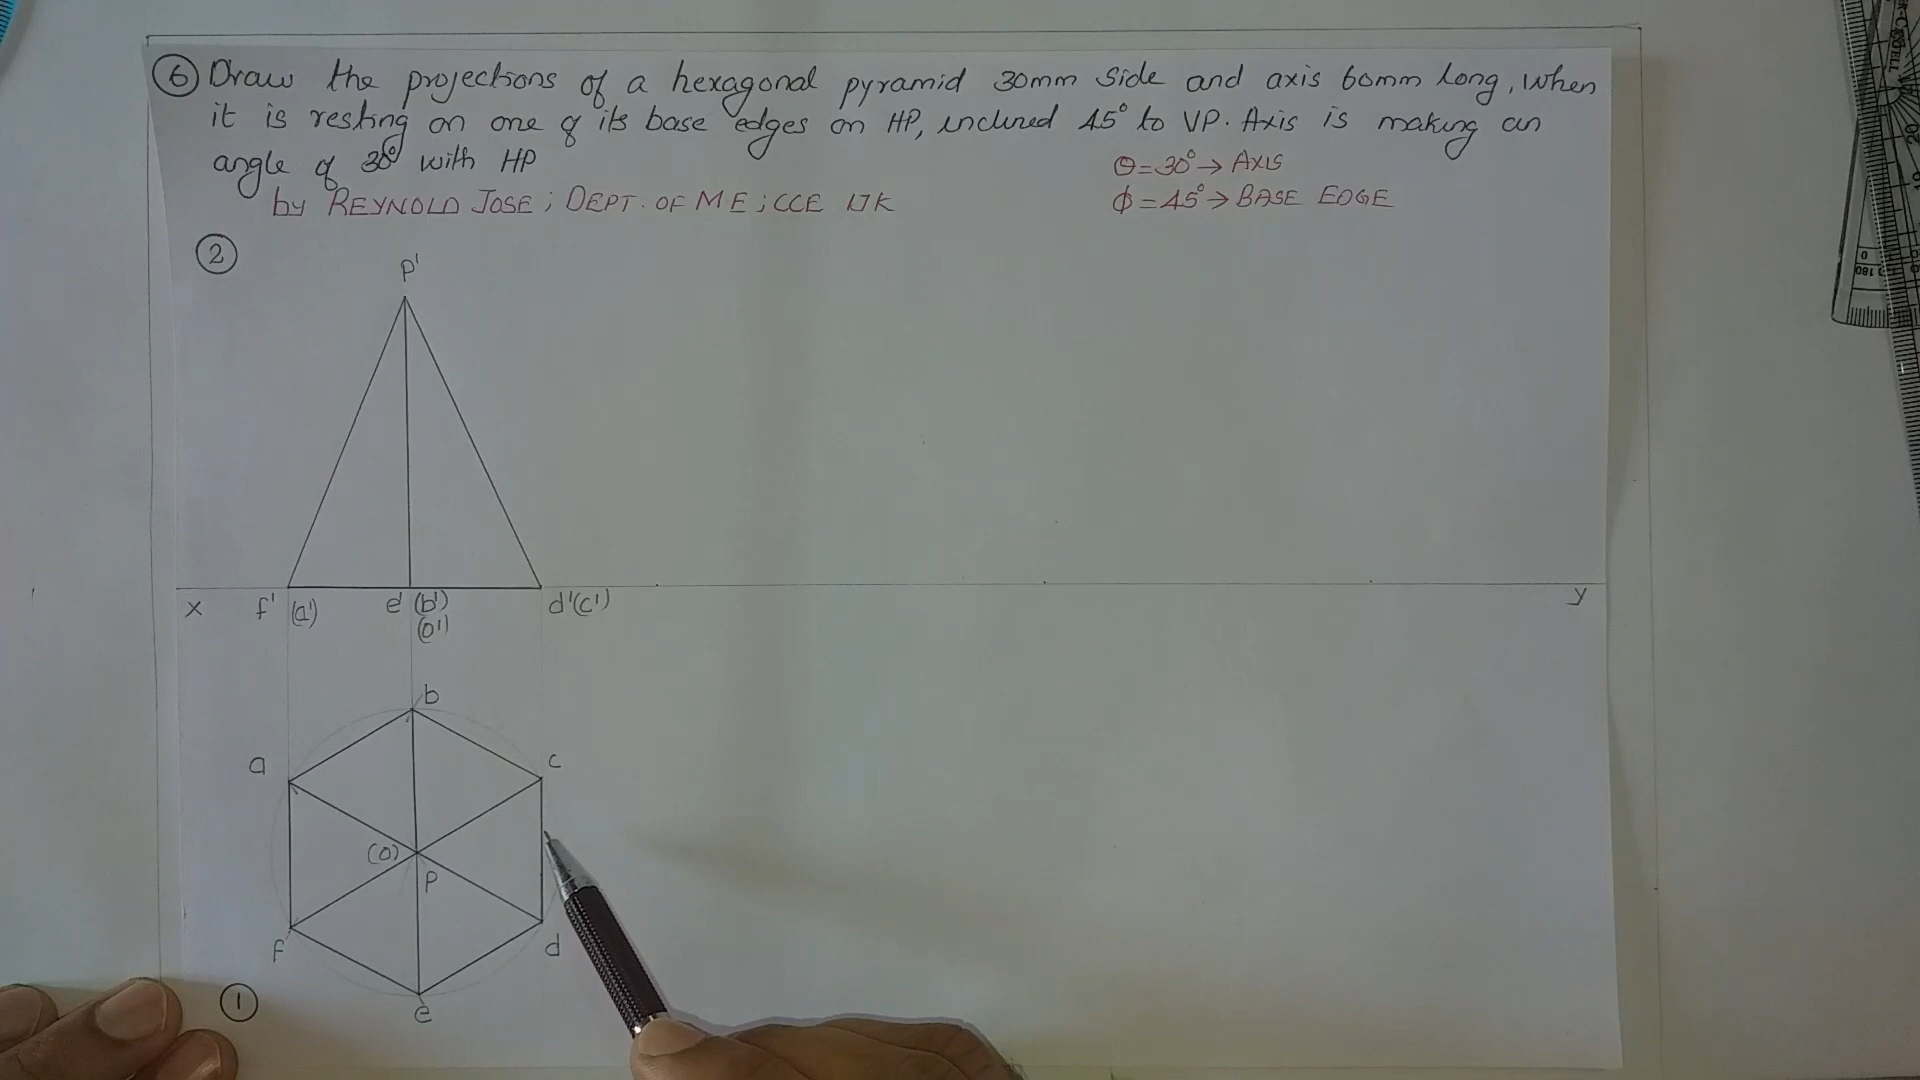 6 Draw the projections of a hexagonal pyramid 30mm side and axis 60mm long, when
it is resting on one of its base edges on HP, inclined 45° to VP. Axis is making an
angle of 30° with HP
θ=30° → AXIS
by REYNOLD JOSE ; DEPT. OF ME ; CCE IJK
ϕ=45° → BASE EDGE
2
p'
x f' (a') e' (b') d'(c') y
(o')
b
a c
(o)
p
f d
1
e